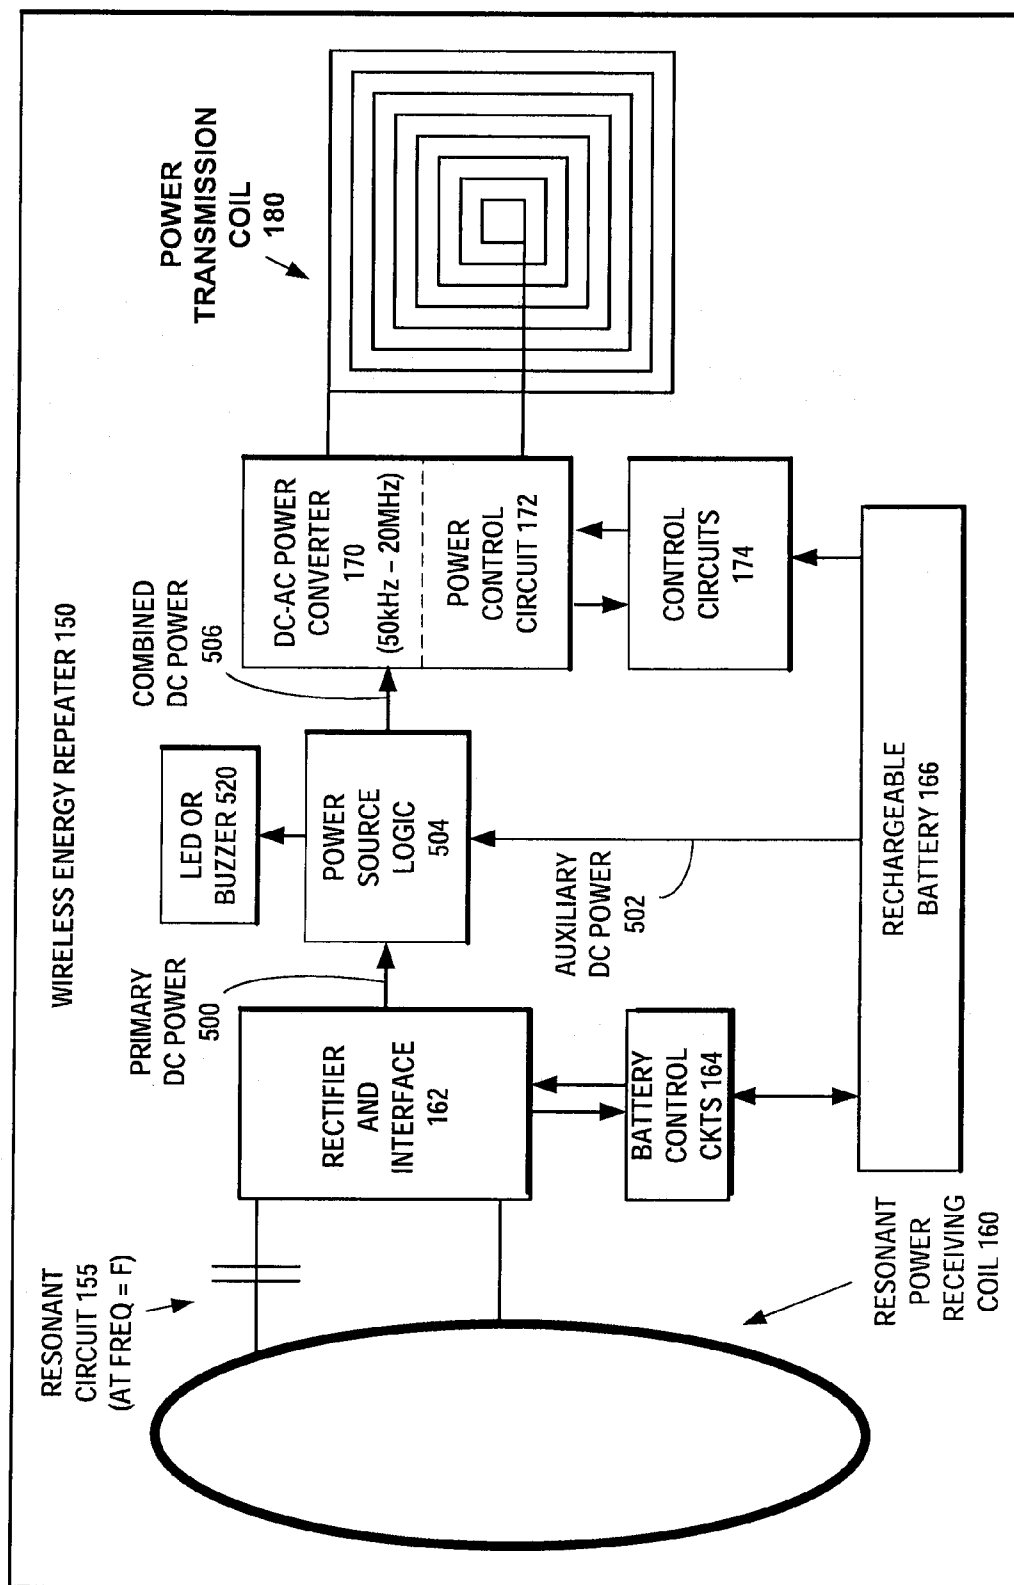 WIRELESS ENERGY REPEATER 150
RESONANT
CIRCUIT 155
(AT FREQ = F)
PRIMARY
DC POWER
500
LED OR
BUZZER 520
COMBINED
DC POWER
506
POWER
TRANSMISSION
COIL
180
RECTIFIER
AND
INTERFACE
162
POWER
SOURCE
LOGIC
504
DC-AC POWER
CONVERTER
170
(50kHz – 20MHz)
POWER
CONTROL
CIRCUIT 172
BATTERY
CONTROL
CKTS 164
AUXILIARY
DC POWER
502
CONTROL
CIRCUITS
174
RESONANT
POWER
RECEIVING
COIL 160
RECHARGEABLE
BATTERY 166